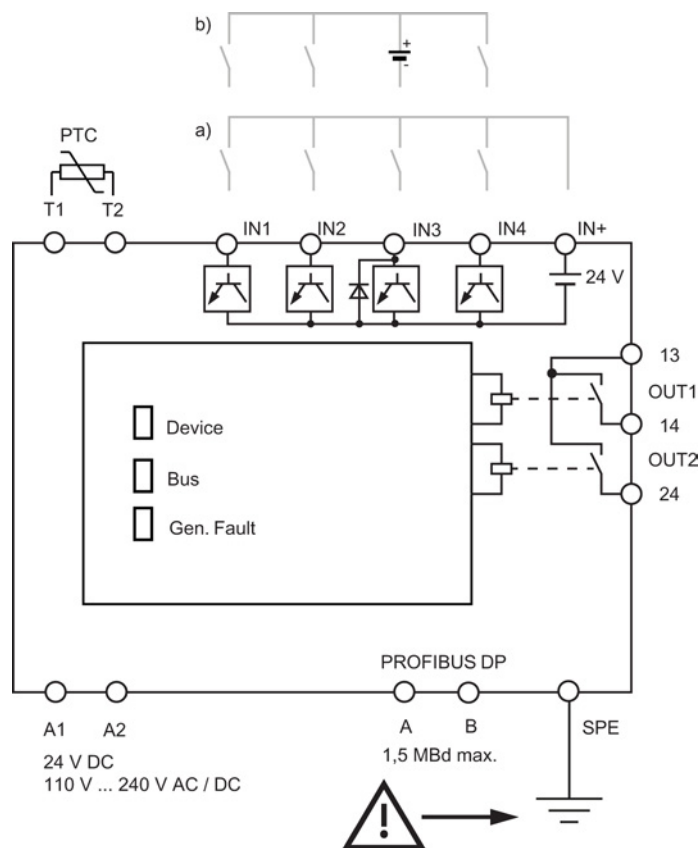 b)
+
-
a)
PTC
T1 T2
IN1 IN2 IN3 IN4 IN+
24 V
13
OUT1
14
OUT2
24
Device
Bus
Gen. Fault
PROFIBUS DP
A1 A2 A B SPE
24 V DC
110 V ... 240 V AC / DC
1,5 MBd max.
!